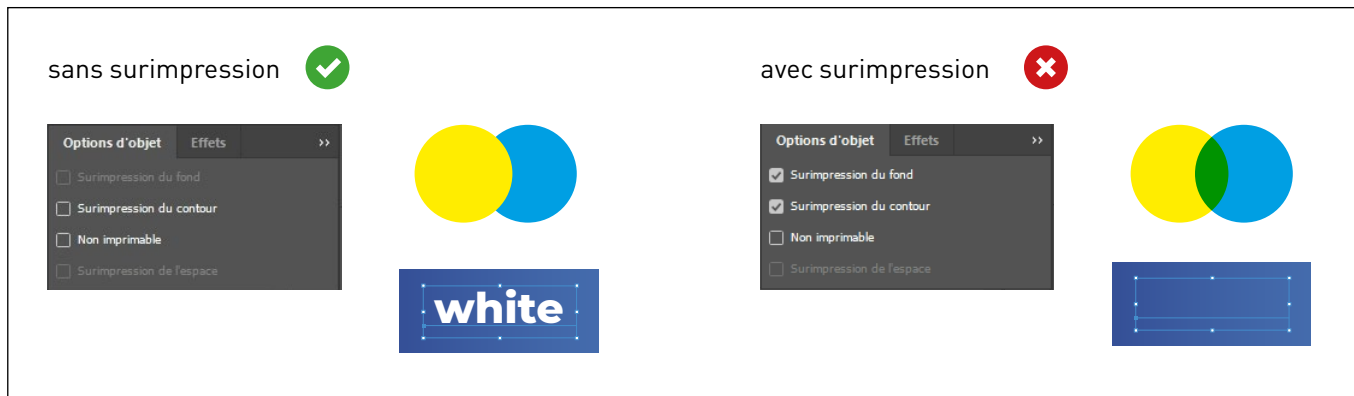 sans surimpression
Options d'objet Effets >>
Surimpression du fond
Surimpression du contour
Non imprimable
Surimpression de l'espace
white
avec surimpression
Options d'objet Effets >>
Surimpression du fond
Surimpression du contour
Non imprimable
Surimpression de l'espace